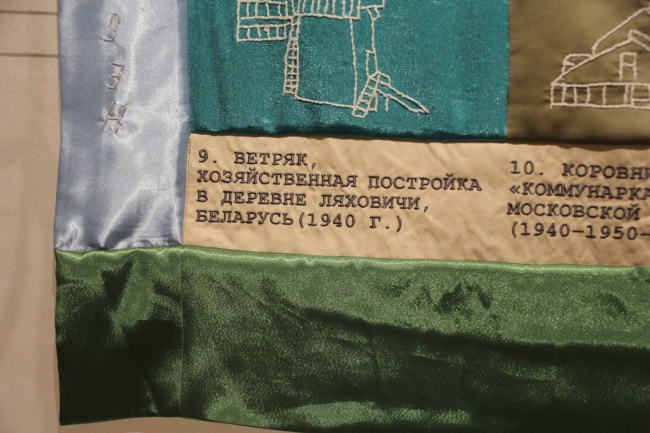 9. ВЕТРЯК,
ХОЗЯЙСТВЕННАЯ ПОСТРОЙКА
В ДЕРЕВНЕ ЛЯХОВИЧИ,
БЕЛАРУСЬ(1940 Г.)
10. КОРОВНИ
«КОММУНАРКА
МОСКОВСКОЙ
(1940–1950–